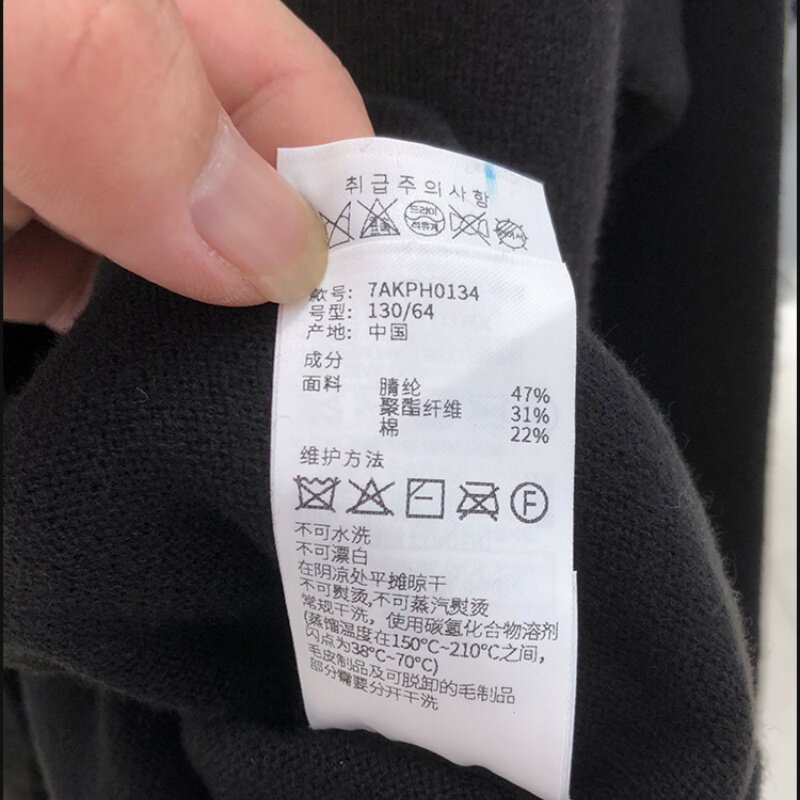 취급주의사항
드라이
석유계
款号: 7AKPH0134
号型: 130/64
产地: 中国
成分
面料 腈纶 47%
聚酯纤维 31%
棉 22%
维护方法
F
不可水洗
不可漂白
在阴凉处平摊晾干
不可熨烫,不可蒸汽熨烫
常规干洗, 使用碳氢化合物溶剂
(蒸馏温度在150°C~210°C之间,
闪点为38°C~70°C)
毛皮制品及可脱卸的毛制品
部分需要分开干洗